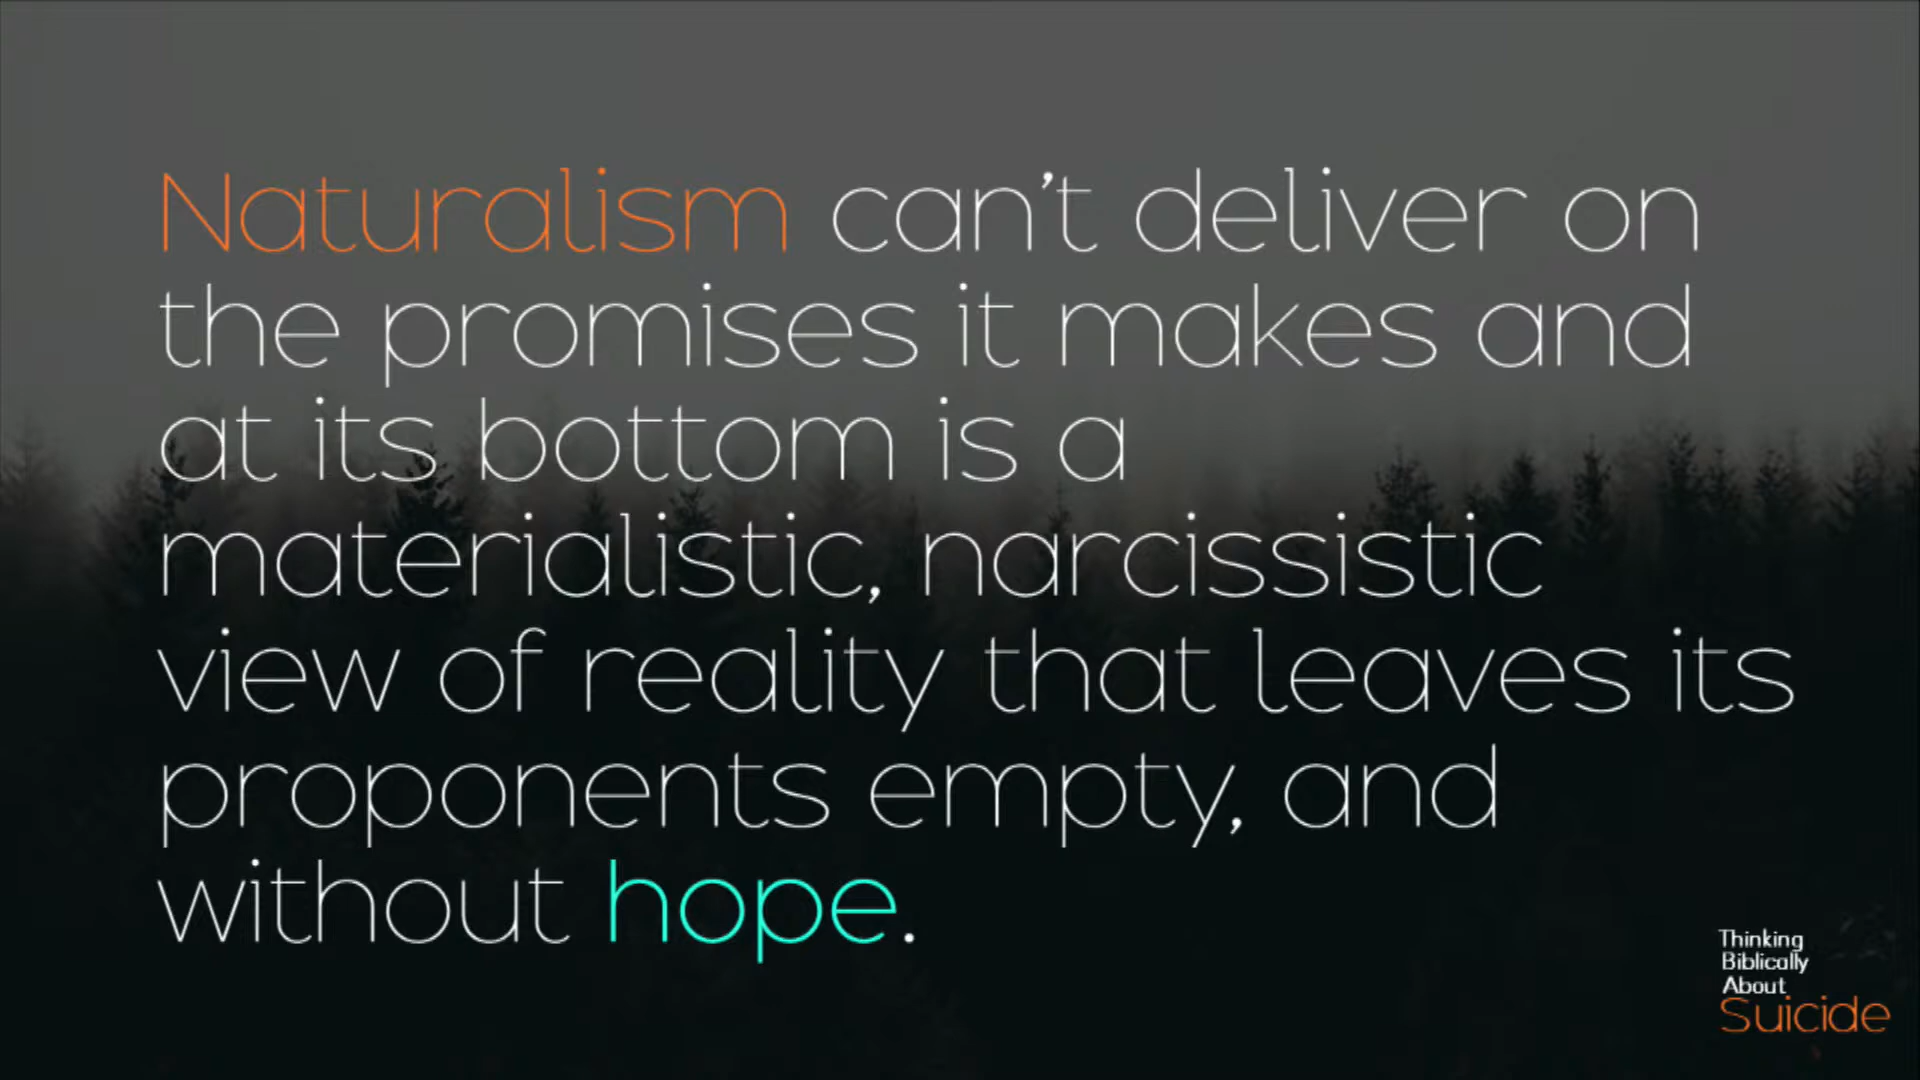 Naturalism can't deliver on
the promises it makes and
at its bottom is a
materialistic, narcissistic
view of reality that leaves its
proponents empty, and
without hope.
Thinking
Biblically
About
Suicide